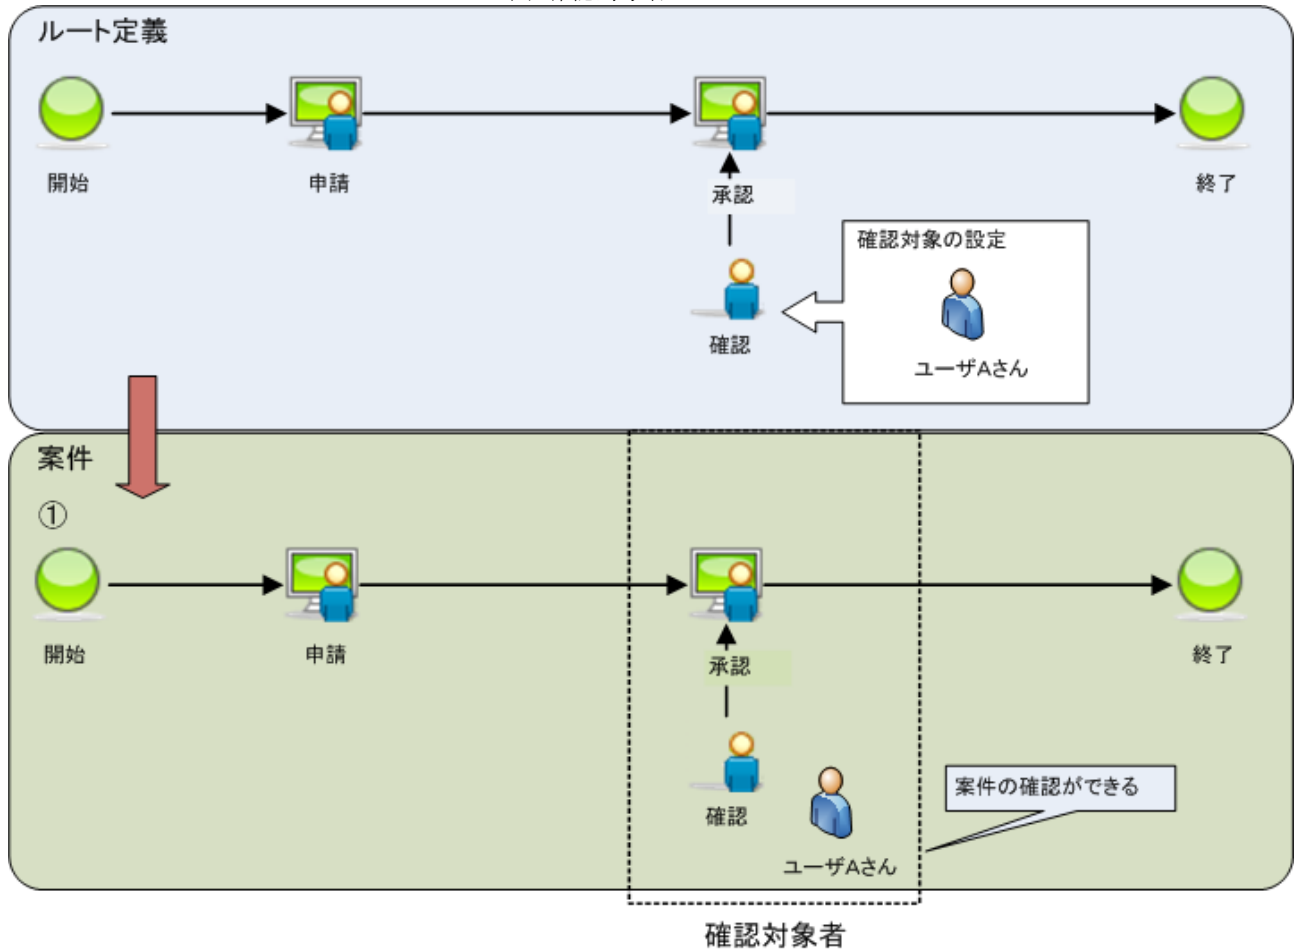 ルート定義
開始
申請
承認
終了
確認対象の設定
確認
ユーザAさん
案件
①
開始
申請
承認
終了
案件の確認ができる
確認
ユーザAさん
確認対象者